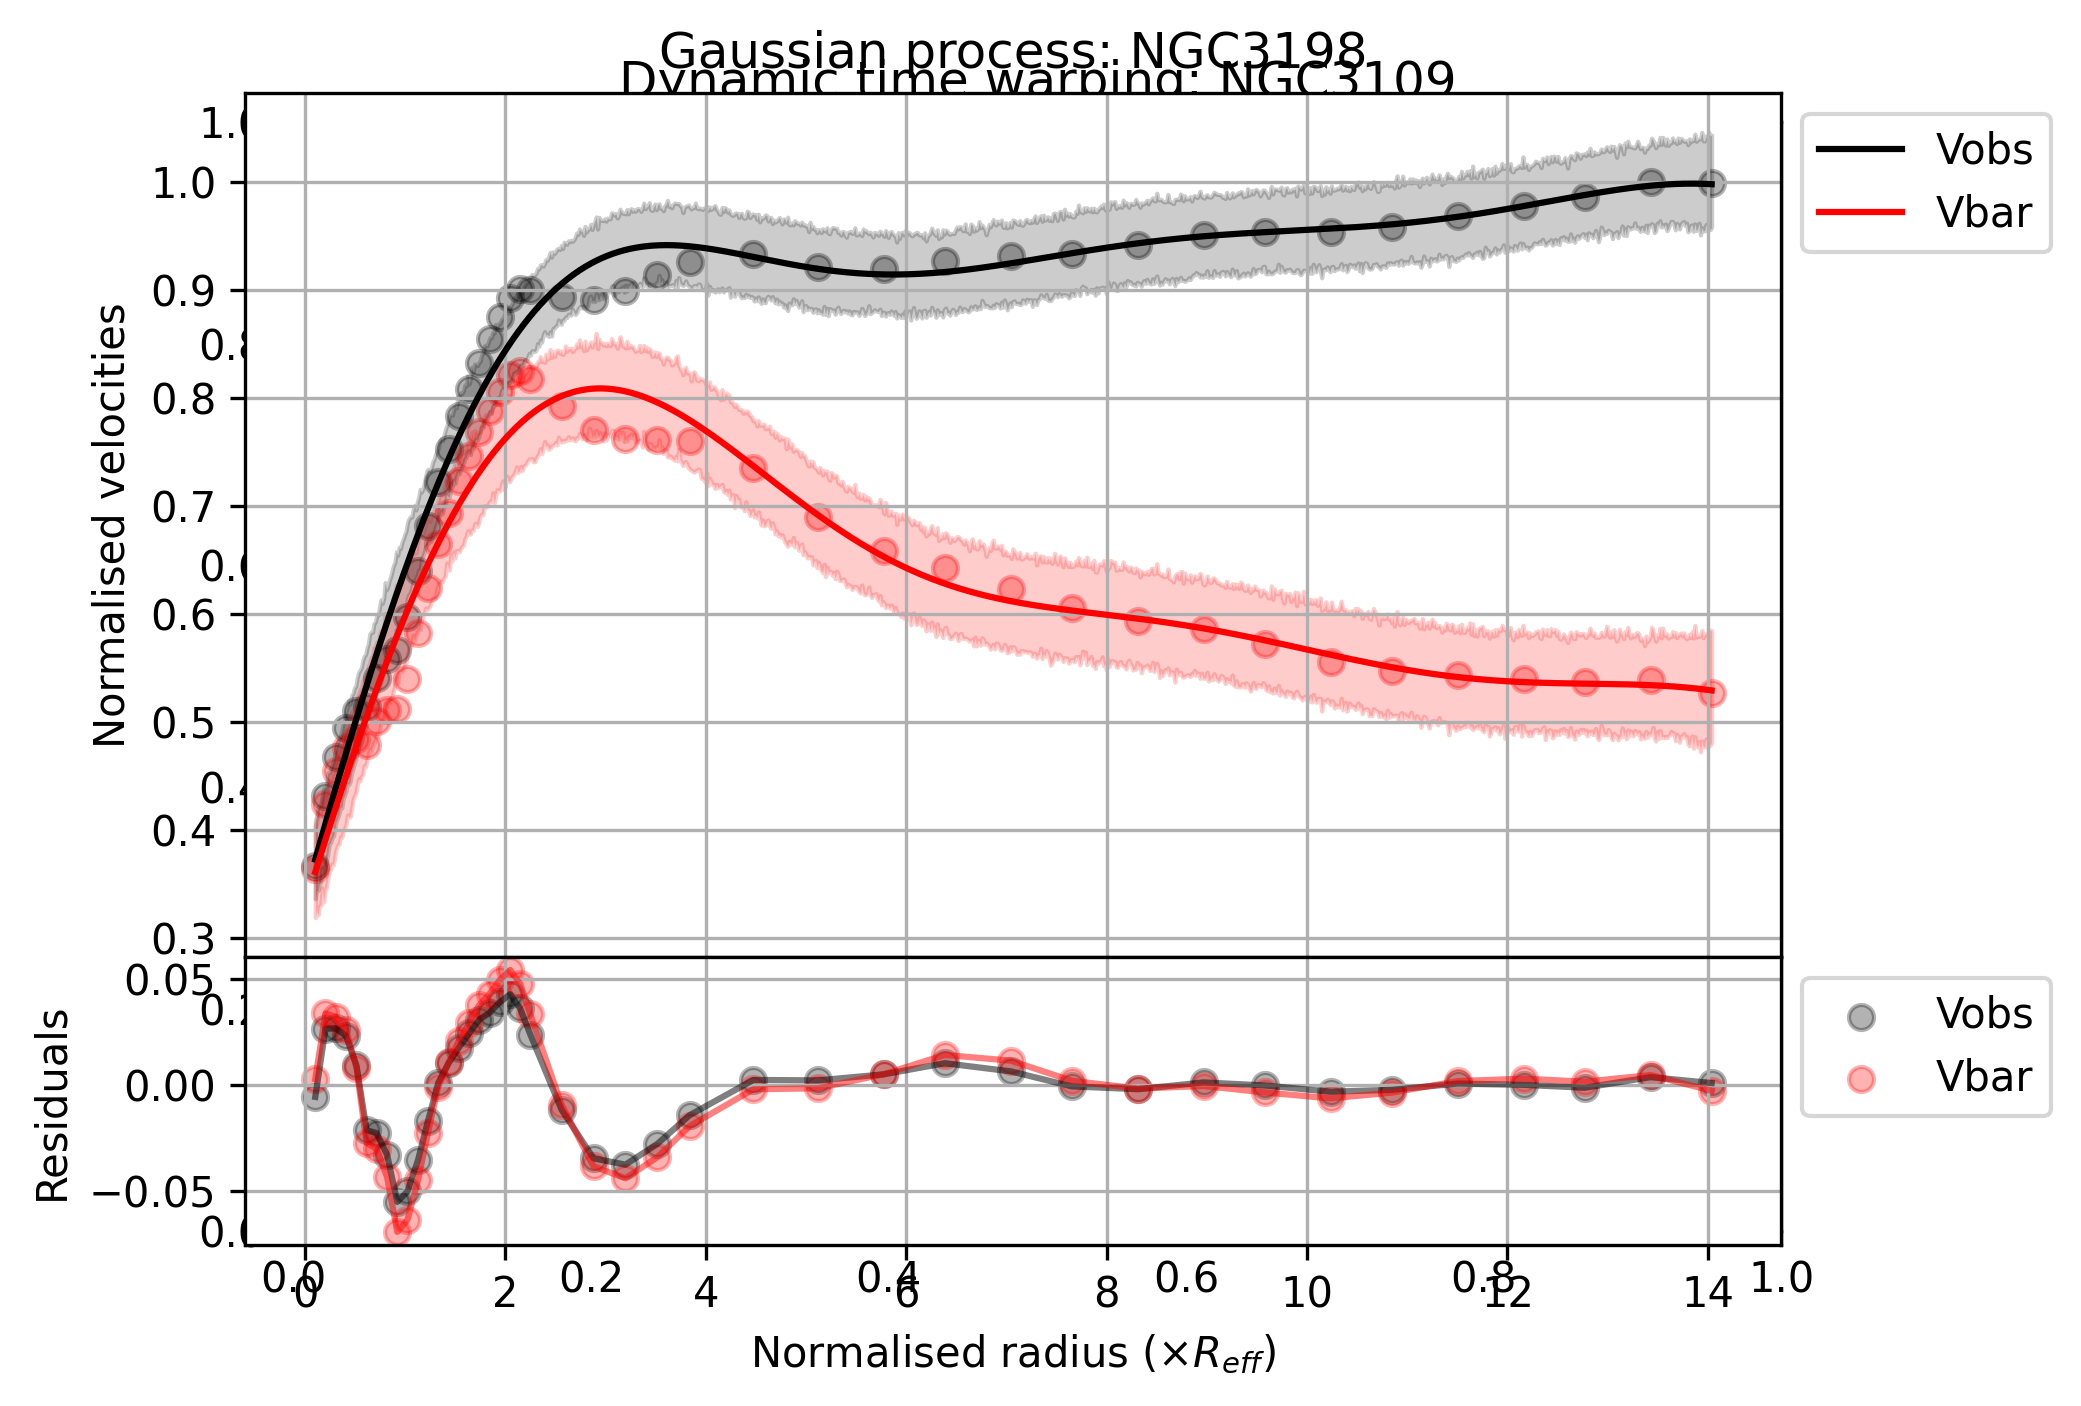 Gaussian process: NGC3198
Dynamic time warping: NGC3109
Normalised velocities
1.0
0.9
0.8
0.7
0.6
0.5
0.4
0.3
Vobs
Vbar
Residuals
0.05
0.00
−0.05
Vobs
Vbar
0.0 0.2 0.4 0.6 0.8 1.0
0 2 4 6 8 10 12 14
Normalised radius (×R_eff)